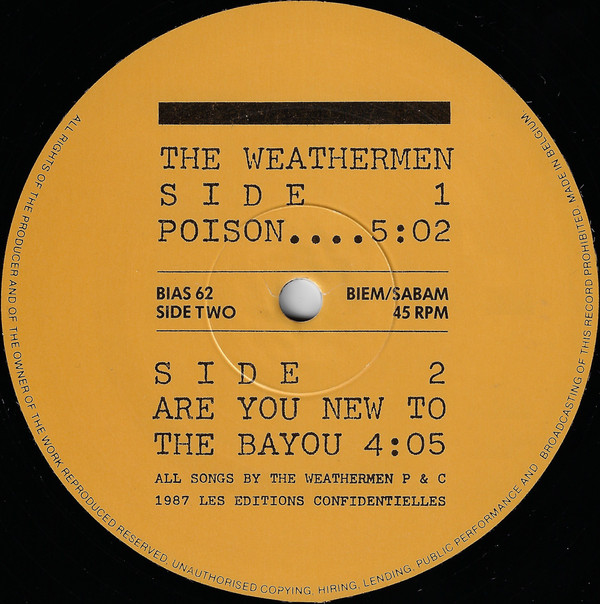 THE WEATHERMEN
SIDE 1
POISON....5:02
BIAS 62
SIDE TWO
BIEM/SABAM
45 RPM
SIDE 2
ARE YOU NEW TO
THE BAYOU 4:05
ALL SONGS BY THE WEATHERMEN P & C
1987 LES EDITIONS CONFIDENTIELLES
ALL RIGHTS OF THE PRODUCER AND OF THE OWNER OF THE WORK REPRODUCED RESERVED, UNAUTHORISED COPYING, HIRING, LENDING, PUBLIC PERFORMANCE AND BROADCASTING OF THIS RECORD PROHIBITED MADE IN BELGIUM